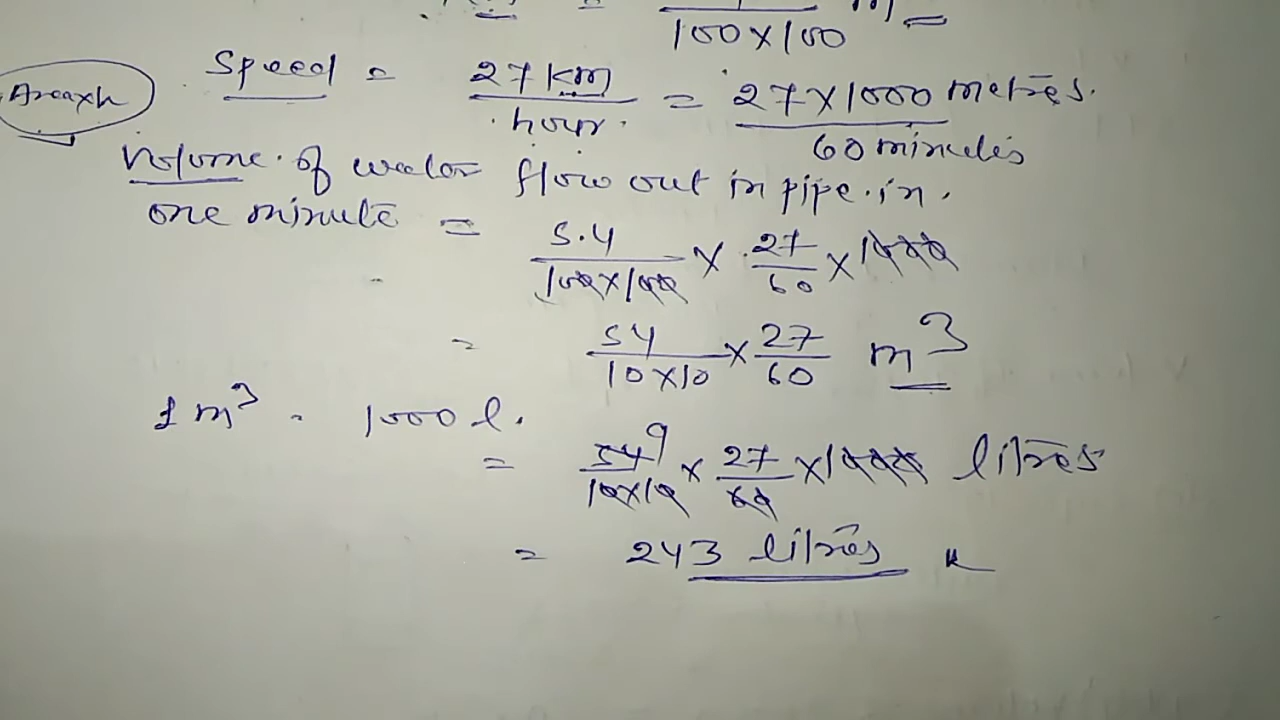 100×100
Speed = 27 km / hour = 27×1000 metres. / 60 minutes
Area×h
Volume of water flow out in pipe in
one minute = 5.4 / 100×100 × 27 / 60 × 1000
= 54 / 10×10 × 27 / 60 m³
1 m³ = 1000 l.
= 54 9 / 10×10 × 27 / 60 × 1000 litres
= 243 litres